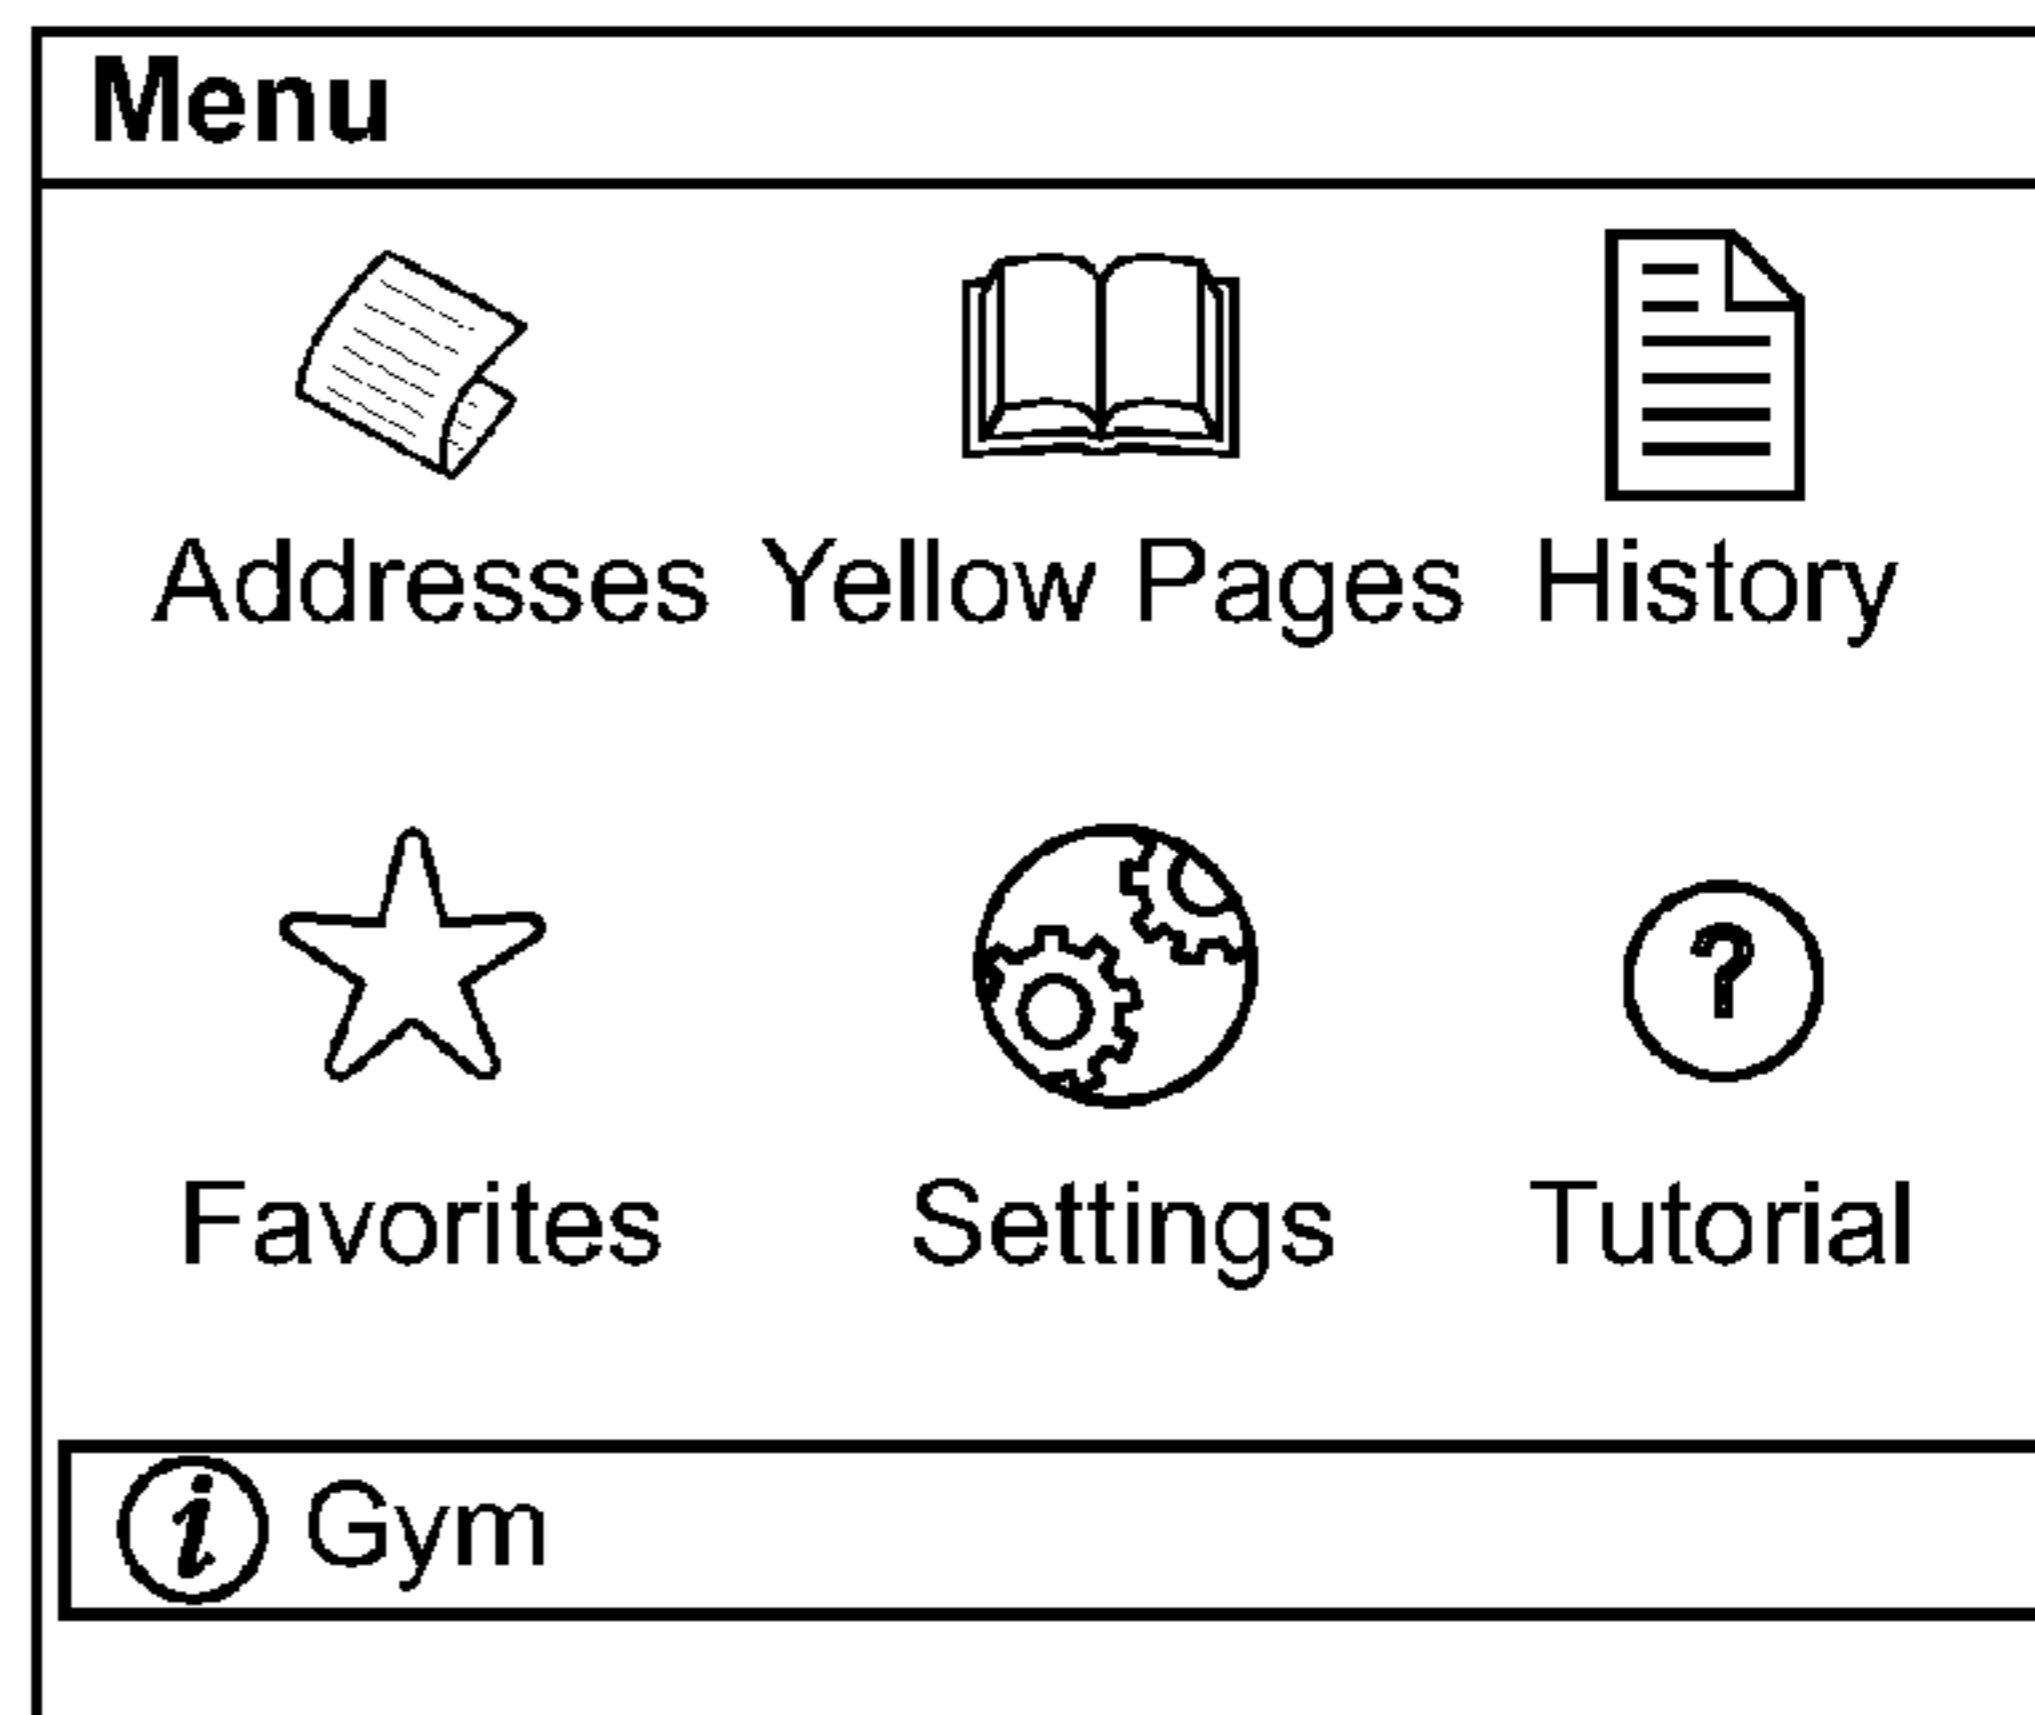 Menu
Addresses Yellow Pages History
?
Favorites Settings Tutorial
i Gym